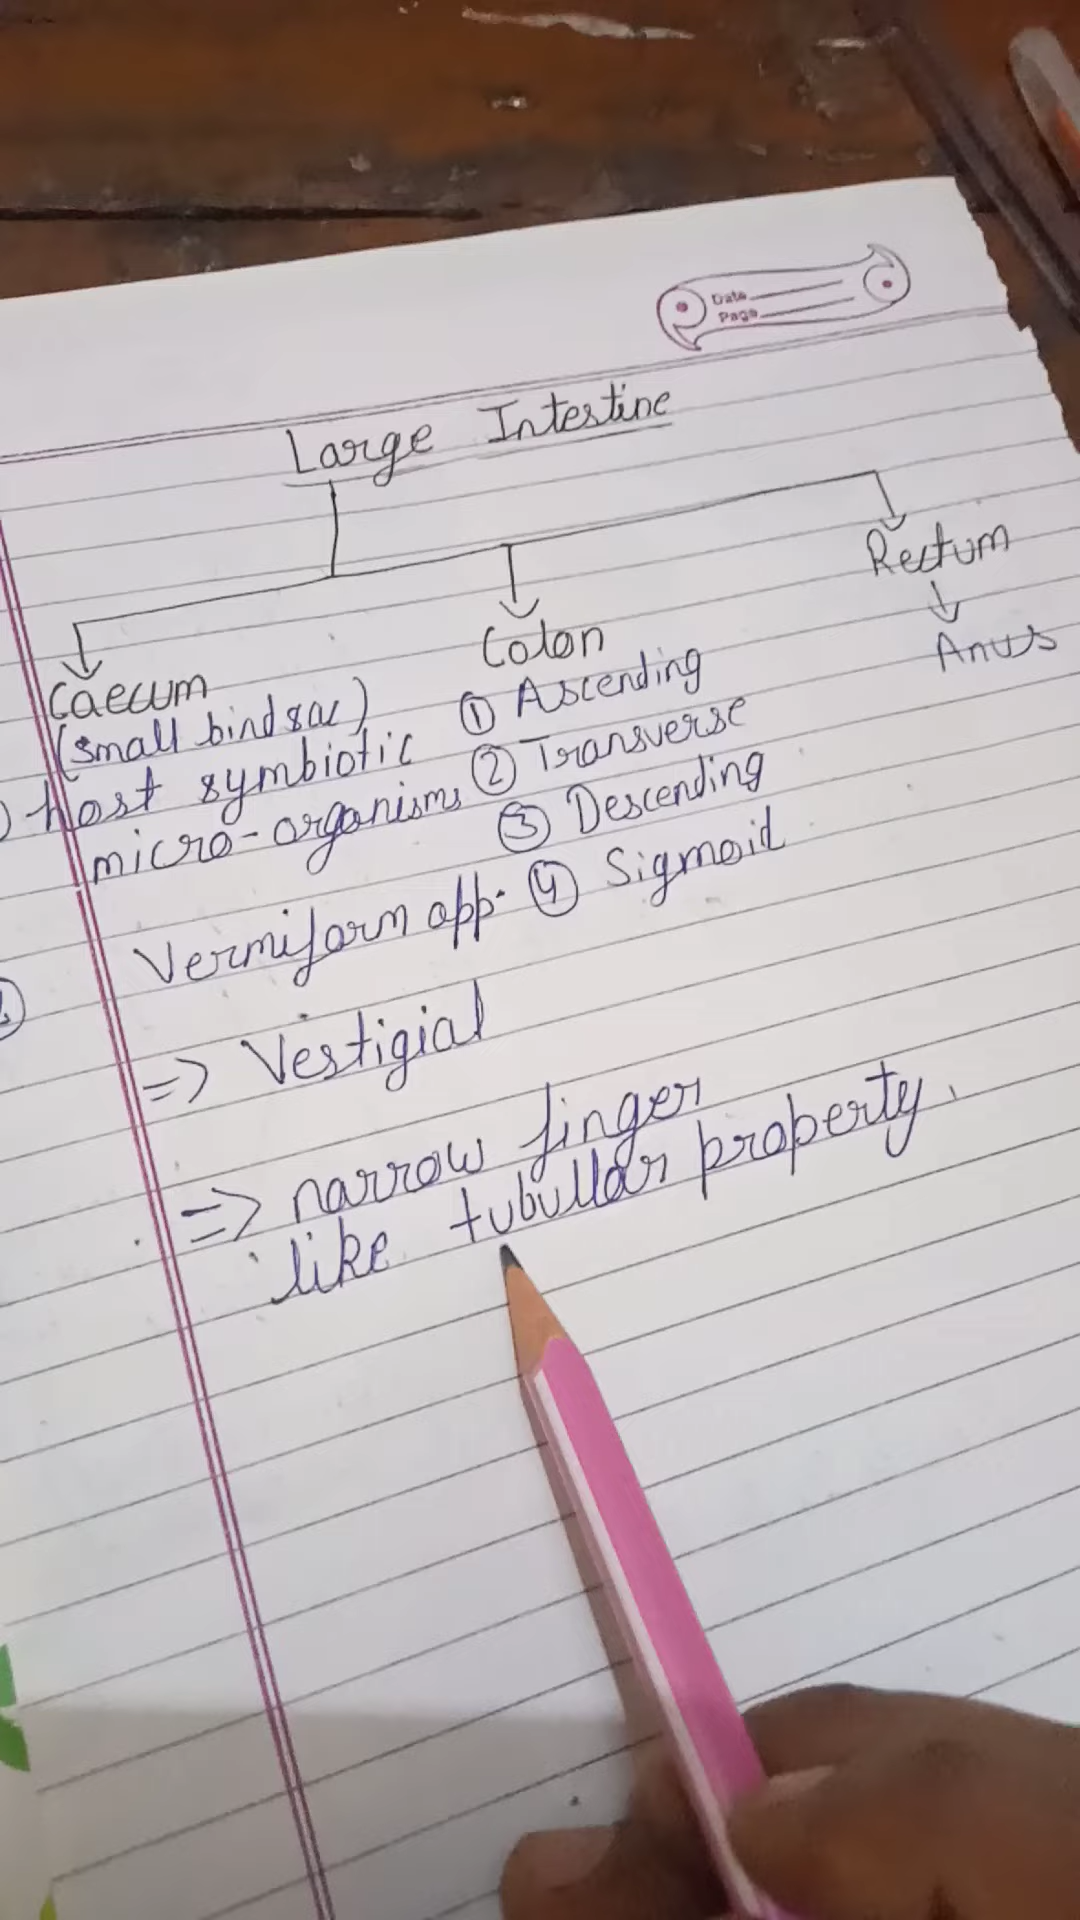 Date
Page
Large Intestine
Caecum
(small bind sac)
host symbiotic
micro-organisms
Vermiform app.
=> Vestigial
=> narrow finger
like tubullar property.
Colon
① Ascending
② Transverse
③ Descending
④ Sigmoid
Rectum
Anus